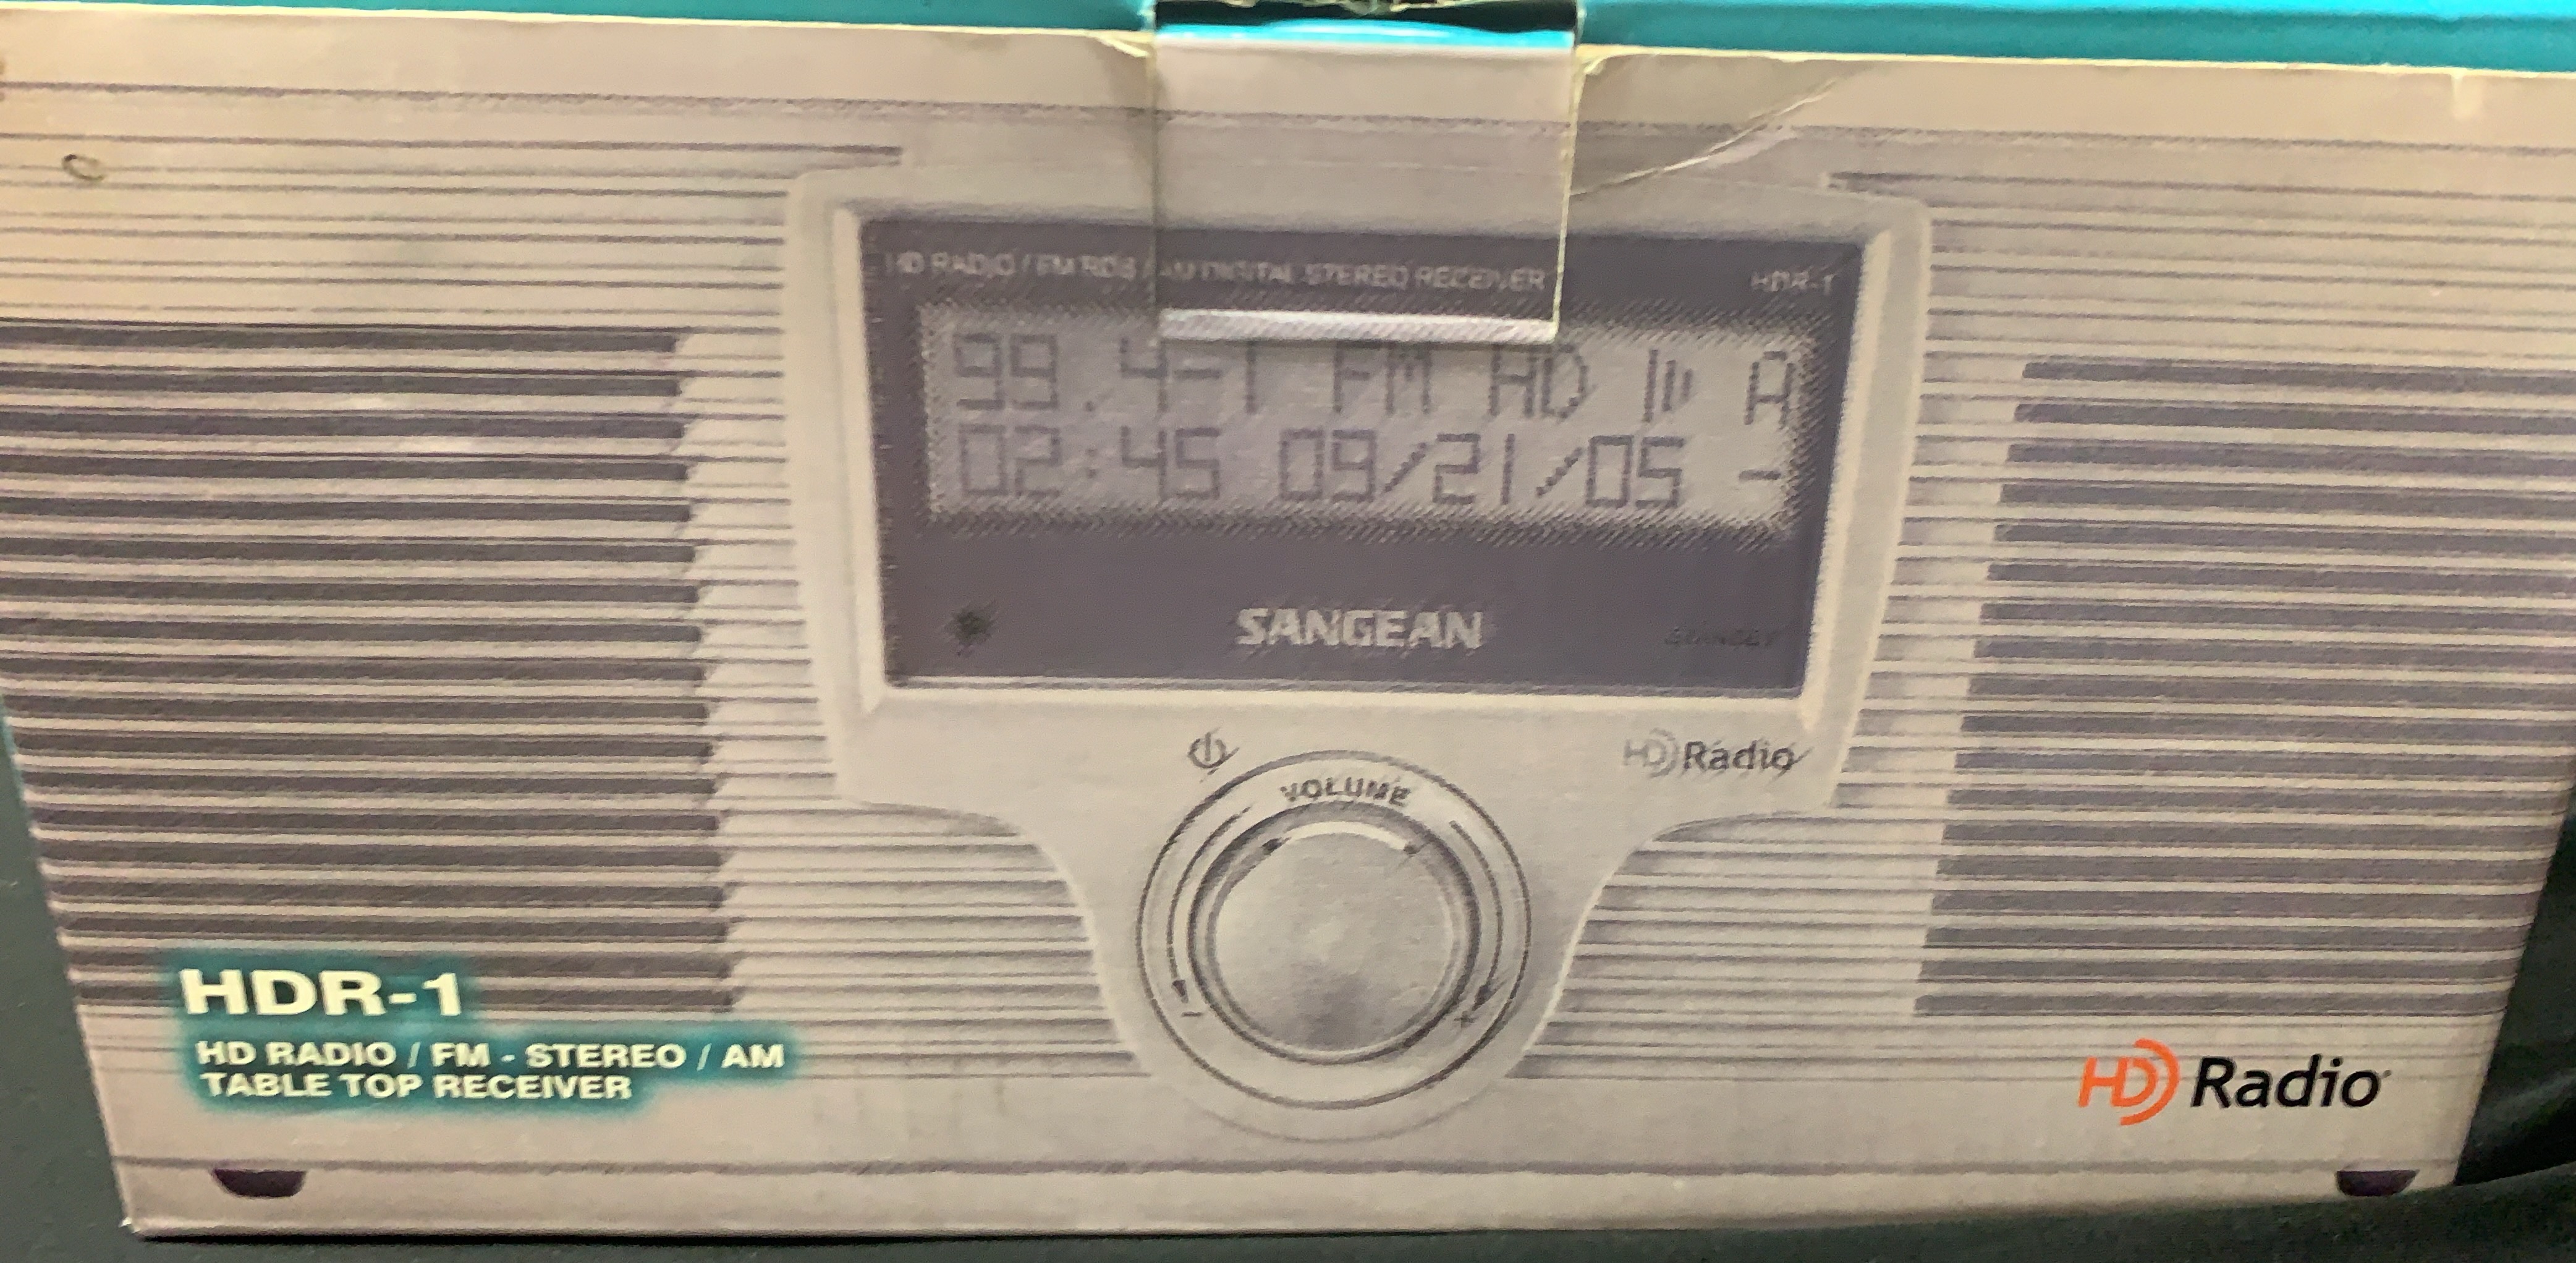 HD RADIO / FM RDS / AM DIGITAL STEREO RECEIVER
HDR-1
99.4-1 FM HD A
02:45 09/21/05 -
SANGEAN
STANDBY
HD Radio
VOLUME
- +
HDR-1
HD RADIO / FM - STEREO / AM
TABLE TOP RECEIVER
HD Radio